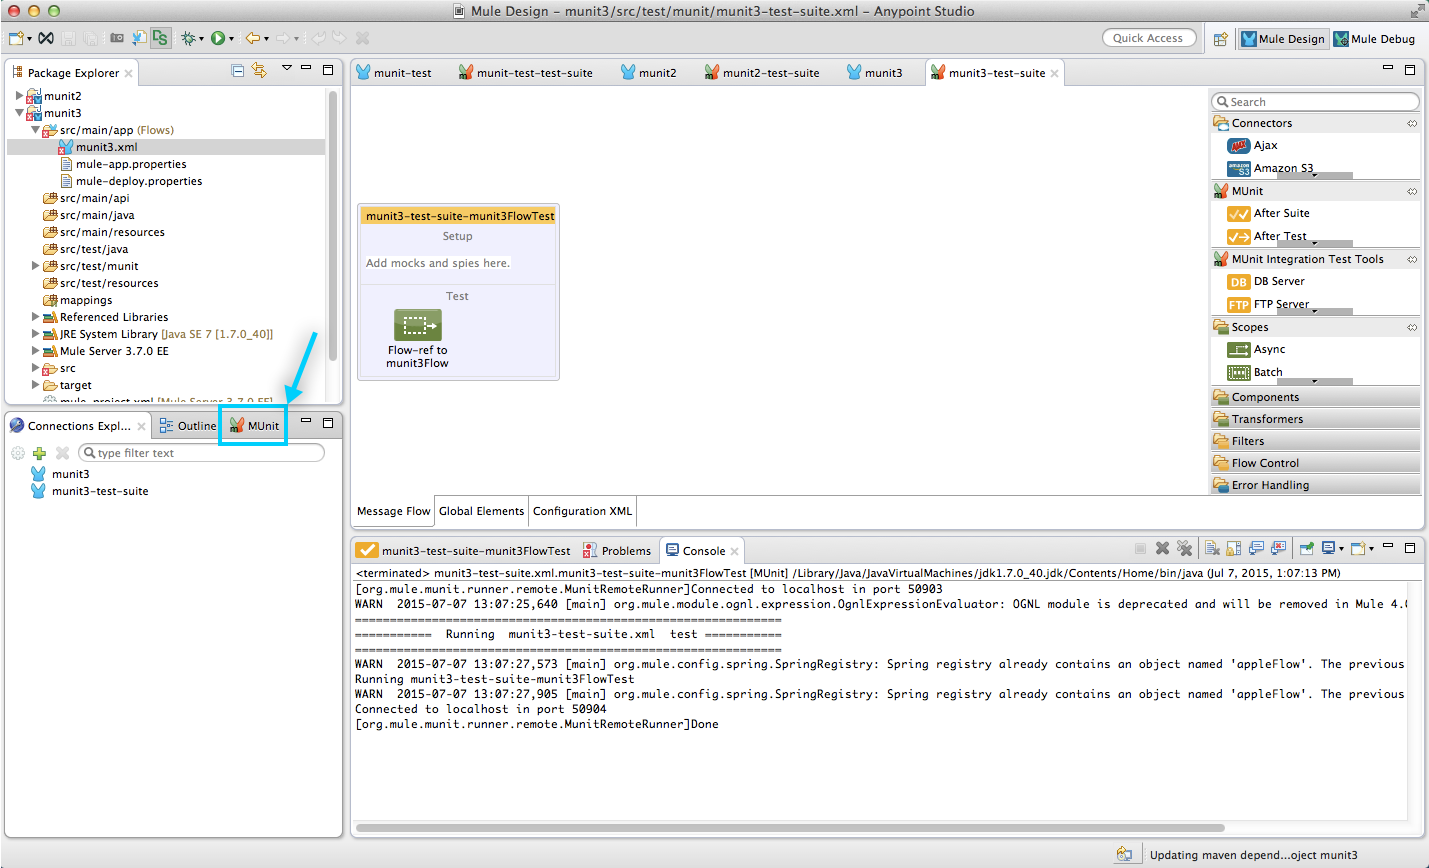 Mule Design – munit3/src/test/munit/munit3-test-suite.xml – Anypoint Studio
Quick Access
Mule Design
Mule Debug
Package Explorer
munit2
munit3
src/main/app (Flows)
munit3.xml
mule-app.properties
mule-deploy.properties
src/main/api
src/main/java
src/main/resources
src/test/java
src/test/munit
src/test/resources
mappings
Referenced Libraries
JRE System Library [Java SE 7 [1.7.0_40]]
Mule Server 3.7.0 EE
src
target
mule-project.xml [Mule Server 3.7.0 EE]
Connections Expl...
Outline
MUnit
type filter text
munit3
munit3-test-suite
munit-test
munit-test-test-suite
munit2
munit2-test-suite
munit3
munit3-test-suite
munit3-test-suite-munit3FlowTest
Setup
Add mocks and spies here.
Test
Flow-ref to
munit3Flow
Message Flow
Global Elements
Configuration XML
Search
Connectors
Ajax
amazon
S3
Amazon S3
MUnit
After Suite
After Test
MUnit Integration Test Tools
DB
DB Server
FTP
FTP Server
Scopes
Async
Batch
Components
Transformers
Filters
Flow Control
Error Handling
munit3-test-suite-munit3FlowTest
Problems
Console
<terminated> munit3-test-suite.xml.munit3-test-suite-munit3FlowTest [MUnit] /Library/Java/JavaVirtualMachines/jdk1.7.0_40.jdk/Contents/Home/bin/java (Jul 7, 2015, 1:07:13 PM)
[org.mule.munit.runner.remote.MunitRemoteRunner]Connected to localhost in port 50903
WARN  2015-07-07 13:07:25,640 [main] org.mule.module.ognl.expression.OgnlExpressionEvaluator: OGNL module is deprecated and will be removed in Mule 4.0
=============================================================
===========  Running  munit3-test-suite.xml  test ===========
=============================================================
WARN  2015-07-07 13:07:27,573 [main] org.mule.config.spring.SpringRegistry: Spring registry already contains an object named 'appleFlow'. The previous
Running munit3-test-suite-munit3FlowTest
WARN  2015-07-07 13:07:27,905 [main] org.mule.config.spring.SpringRegistry: Spring registry already contains an object named 'appleFlow'. The previous
Connected to localhost in port 50904
[org.mule.munit.runner.remote.MunitRemoteRunner]Done
Updating maven depend...oject munit3